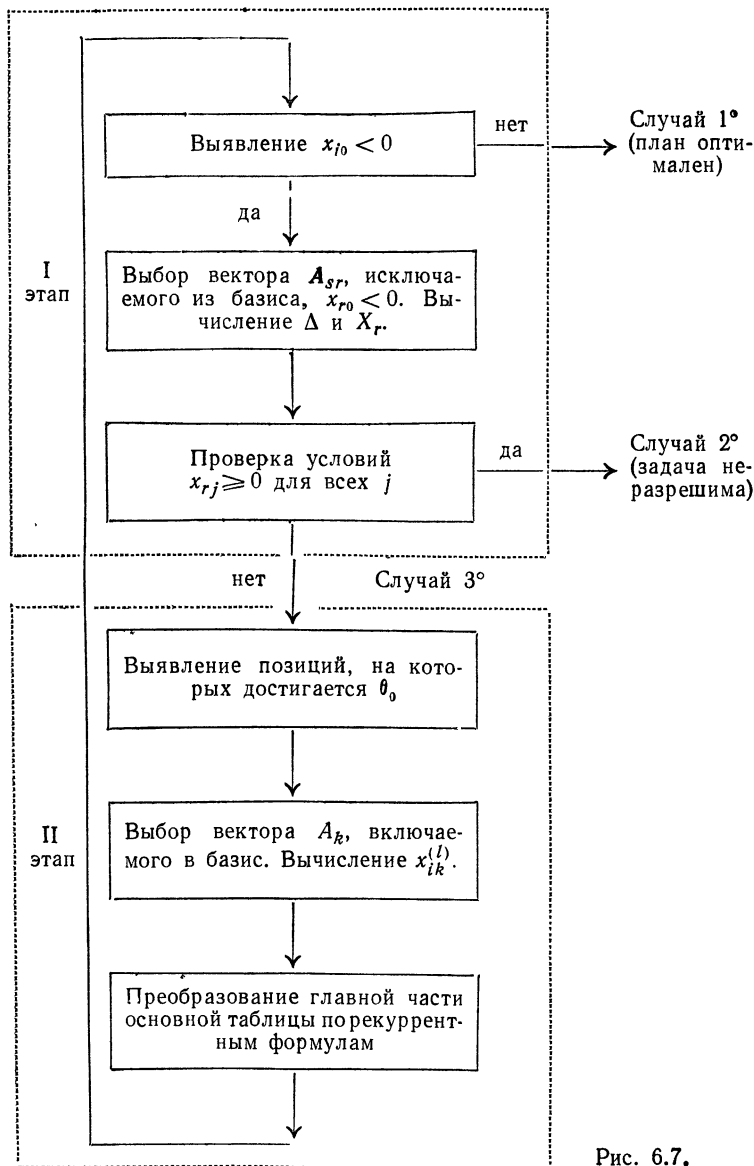 Выявление x_{i0} < 0
нет
Случай 1°
(план опти-
мален)
да
I
этап
Выбор вектора A_{sr}, исключа-
емого из базиса, x_{r0} < 0. Вы-
числение Δ и X_r.
Проверка условий
x_{rj} ⩾ 0 для всех j
да
Случай 2°
(задача не-
разрешима)
нет
Случай 3°
Выявление позиций, на кото-
рых достигается θ_0
II
этап
Выбор вектора A_k, включае-
мого в базис. Вычисление x_{ik}^{(l)}.
Преобразование главной части
основной таблицы по рекуррент-
ным формулам
Рис. 6.7.